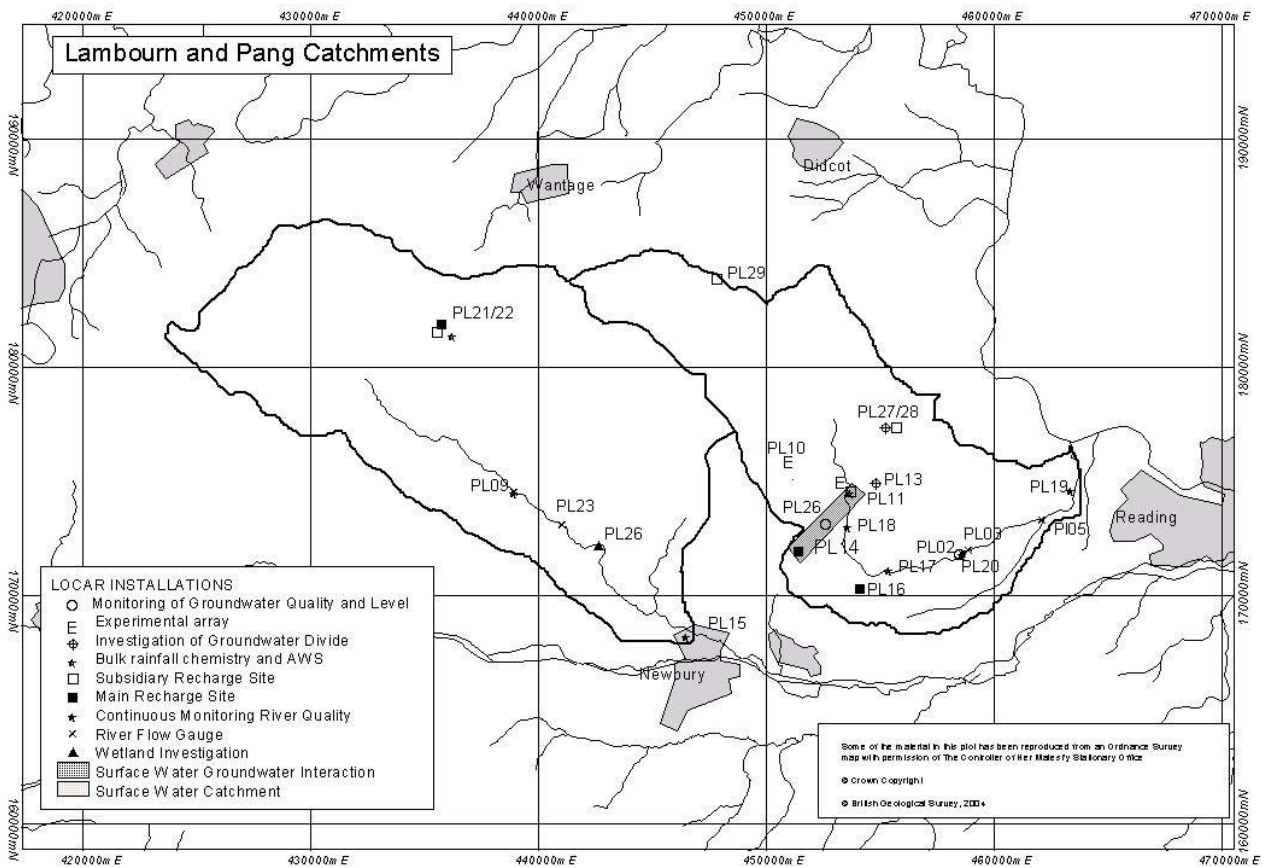 420000m E
430000m E
440000m E
450000m E
460000m E
470000m E
Lambourn and Pang Catchments
190000mN
190000mN
Didcot
Wantage
PL29
PL21/22
180000mN
180000mN
PL27/28
PL10
E
E
PL13
PL09
PL11
PL19
PL23
PL26
PL26
PL18
PL03
PL05
Reading
PL14
PL02
PL17
PL20
PL16
170000mN
PL15
Newbury
LOCAR INSTALLATIONS
Monitoring of Groundwater Quality and Level
E Experimental array
Investigation of Groundwater Divide
Bulk rainfall chemistry and AWS
Subsidiary Recharge Site
Main Recharge Site
Continuous Monitoring River Quality
River Flow Gauge
Wetland Investigation
Surface Water Groundwater Interaction
Surface Water Catchment
170000mN
Some of the material in this plot has been reproduced from an Ordnance Survey
map with permission of The Controller of Her Majesty Stationary Office
© Crown Copyright
© British Geological Survey, 2004
160000mN
160000mN
420000m E
430000m E
440000m E
450000m E
460000m E
470000m E